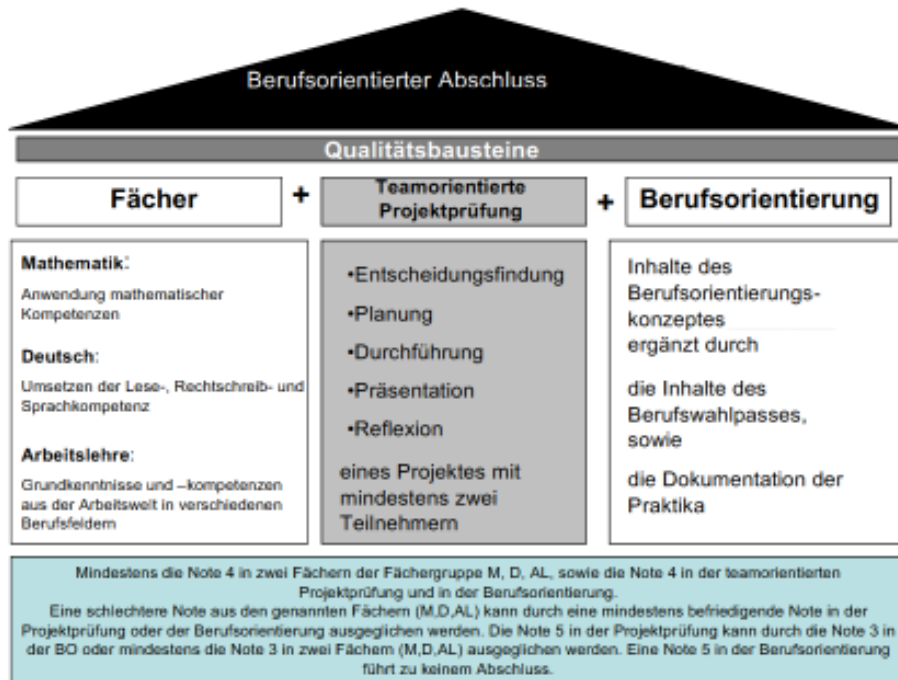 Berufsorientierter Abschluss
Qualitätsbausteine
Fächer
+
Teamorientierte
Projektprüfung
+
Berufsorientierung
Mathematik:
Anwendung mathematischer
Kompetenzen
Deutsch:
Umsetzen der Lese-, Rechtschreib- und
Sprachkompetenz
Arbeitslehre:
Grundkenntnisse und –kompetenzen
aus der Arbeitswelt in verschiedenen
Berufsfeldern
•Entscheidungsfindung
•Planung
•Durchführung
•Präsentation
•Reflexion
eines Projektes mit
mindestens zwei
Teilnehmern
Inhalte des
Berufsorientierungs-
konzeptes
ergänzt durch
die Inhalte des
Berufswahlpasses,
sowie
die Dokumentation der
Praktika
Mindestens die Note 4 in zwei Fächern der Fächergruppe M, D, AL, sowie die Note 4 in der teamorientierten
Projektprüfung und in der Berufsorientierung.
Eine schlechtere Note aus den genannten Fächern (M,D,AL) kann durch eine mindestens befriedigende Note in der
Projektprüfung oder der Berufsorientierung ausgeglichen werden. Die Note 5 in der Projektprüfung kann durch die Note 3 in
der BO oder mindestens die Note 3 in zwei Fächern (M,D,AL) ausgeglichen werden. Eine Note 5 in der Berufsorientierung
führt zu keinem Abschluss.